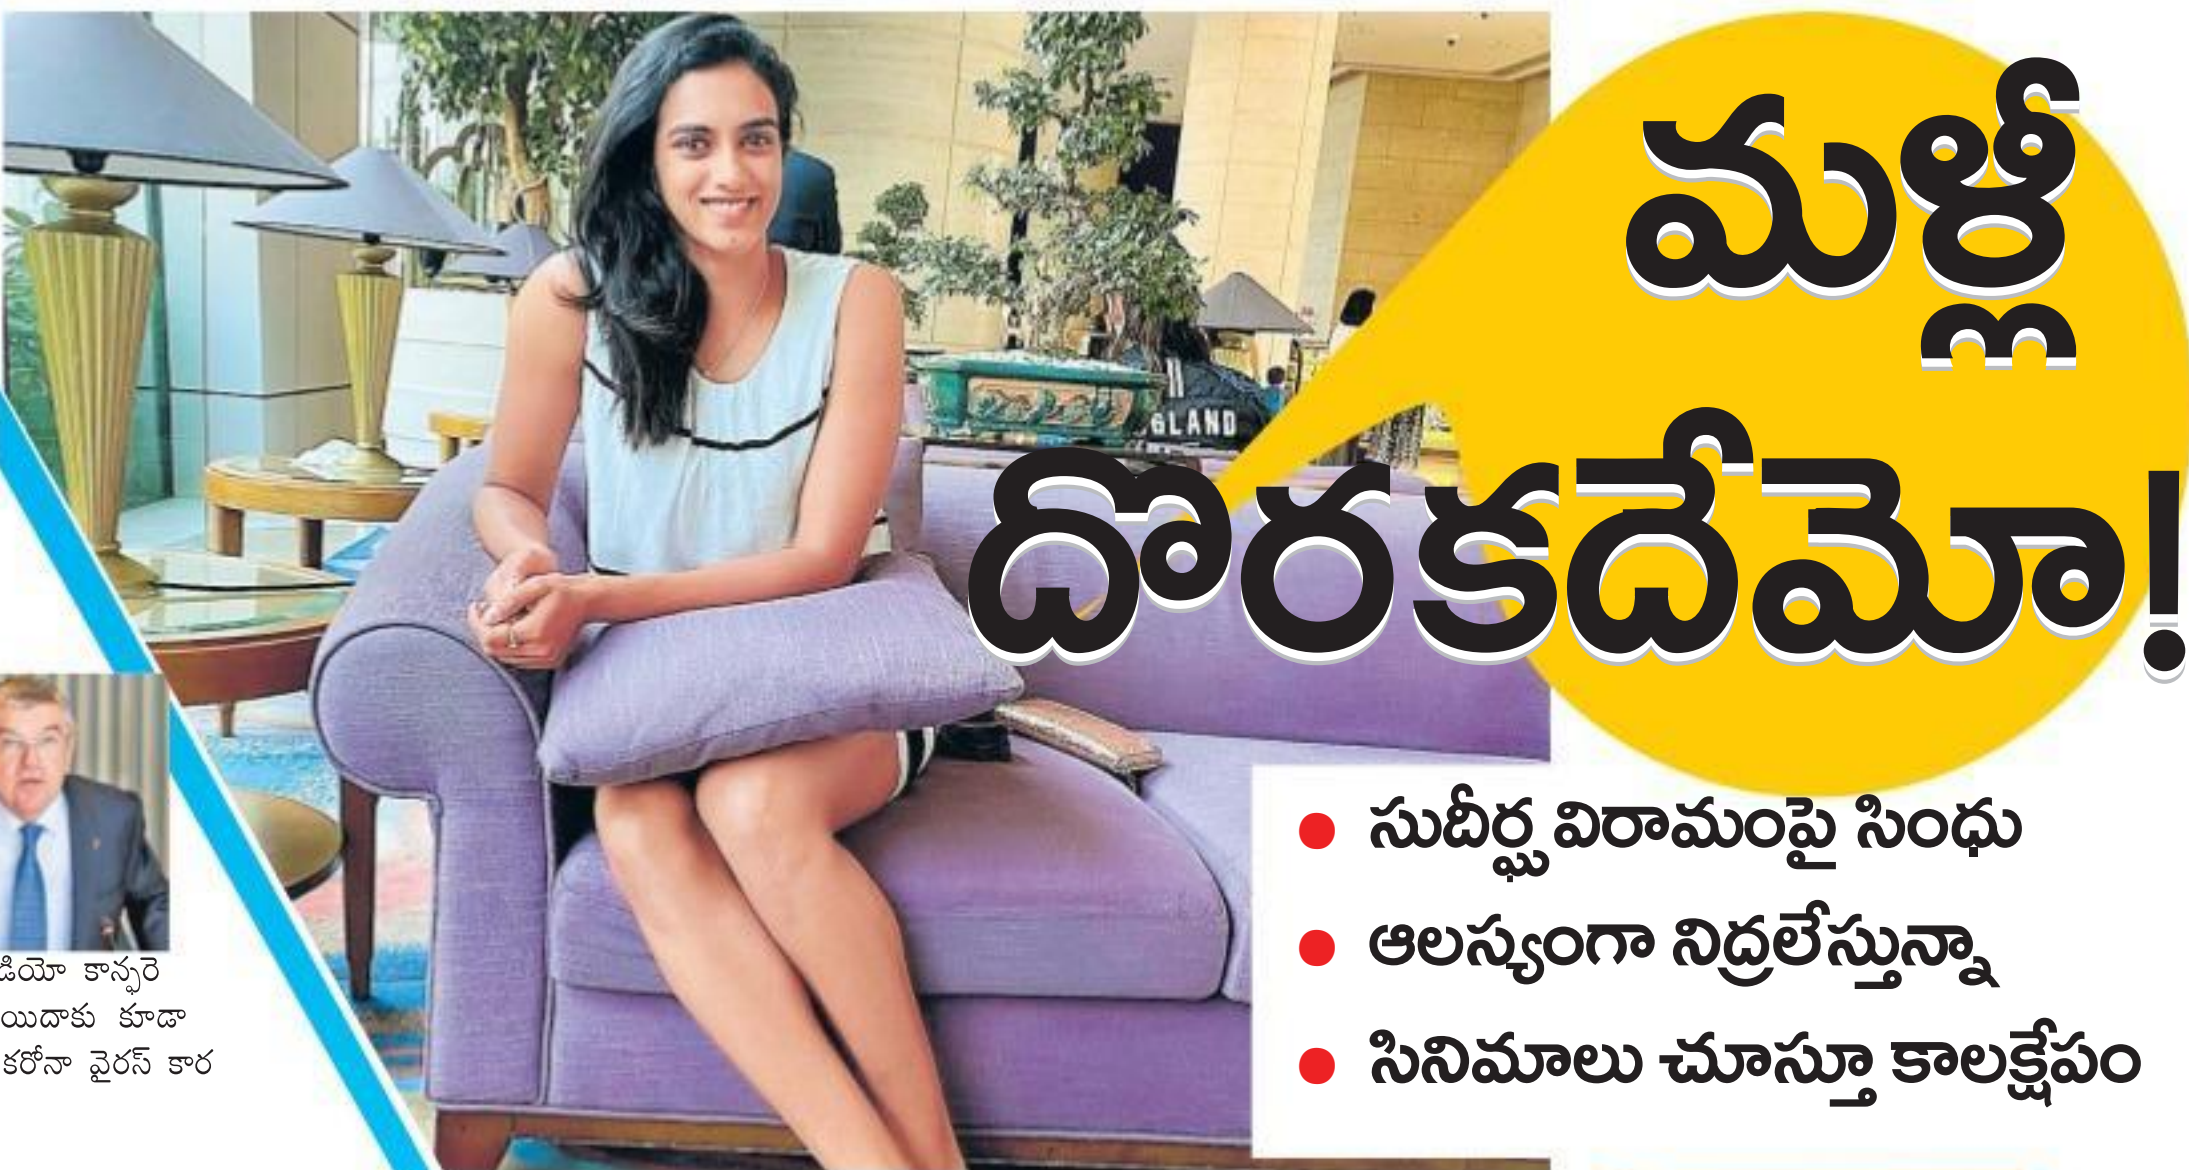 మళ్లీ
దొరకదేమో!
GLAND
● సుదీర్ఘ విరామంపై సింధు
● ఆలస్యంగా నిద్రలేస్తున్నా
● సినిమాలు చూస్తూ కాలక్షేపం
డియో కాన్ఫరె
యిదాకు కూడా
కరోనా వైరస్ కార